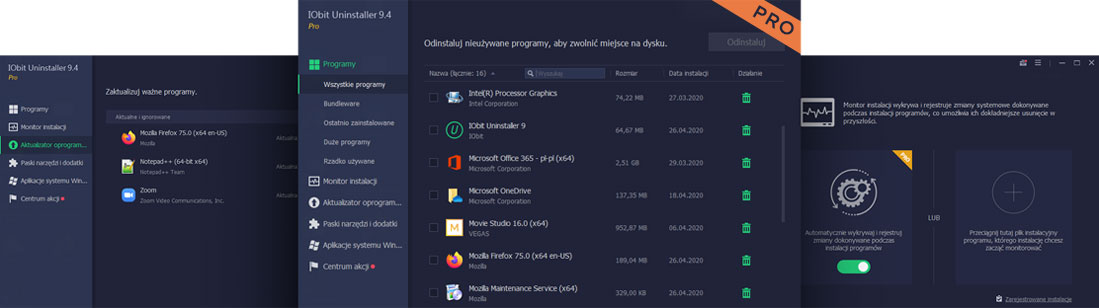 IObit Uninstaller 9.4
Pro
Programy
Monitor instalacji
Aktualizator oprogram...
Paski narzędzi i dodatki
Aplikacje systemu Win...
Centrum akcji
Zaktualizuj ważne programy.
Aktualne i ignorowane
Mozilla Firefox 75.0 (x64 en-US)
Mozilla
Aktualna
Notepad++ (64-bit x64)
Notepad++ Team
Aktualna
Zoom
Zoom Video Communications, Inc.
Aktualna
IObit Uninstaller 9.4
Pro
PRO
Programy
Wszystkie programy
Bundleware
Ostatnio zainstalowane
Duże programy
Rzadko używane
Monitor instalacji
Aktualizator oprogram...
Paski narzędzi i dodatki
Aplikacje systemu Win...
Centrum akcji
Odinstaluj nieużywane programy, aby zwolnić miejsce na dysku.
Odinstaluj
Nazwa (łącznie: 16)
Wyszukaj
Rozmiar
Data instalacji
Działanie
Intel(R) Processor Graphics
Intel Corporation
74,22 MB
27.03.2020
IObit Uninstaller 9
IObit
64,67 MB
26.04.2020
Microsoft Office 365 - pl-pl (x64)
Microsoft Corporation
2,51 GB
29.03.2020
Microsoft OneDrive
Microsoft Corporation
137,35 MB
18.04.2020
Movie Studio 16.0 (x64)
VEGAS
952,87 MB
06.04.2020
Mozilla Firefox 75.0 (x64 en-US)
Mozilla
189,04 MB
26.04.2020
Mozilla Maintenance Service (x64)
Mozilla
329,00 KB
26.04.2020
Monitor instalacji wykrywa i rejestruje zmiany systemowe dokonywane
podczas instalacji programów, co umożliwia ich dokładniejsze usunięcie w
przyszłości.
PRO
Automatycznie wykrywaj i rejestruj
zmiany dokonywane podczas
instalacji programów
LUB
Przeciągnij tutaj plik instalacyjny
programu, którego instalację chcesz
zacząć monitorować
Zarejestrowane instalacje